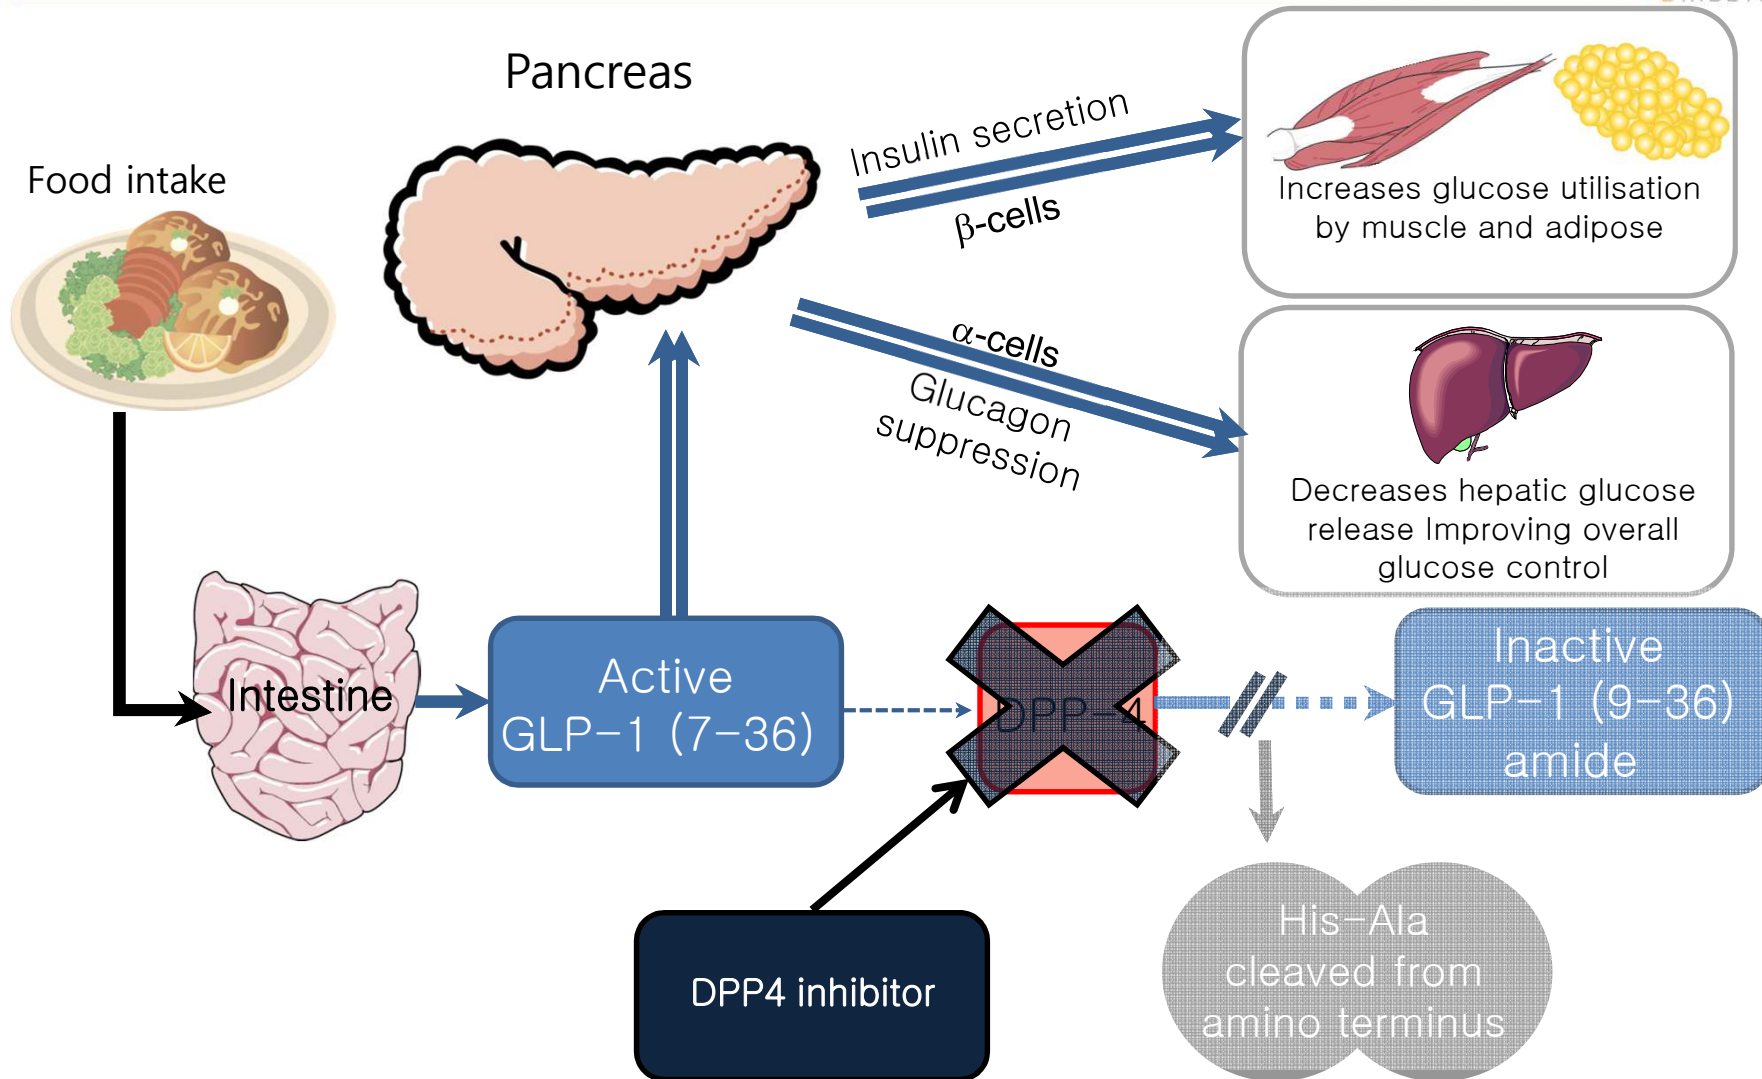 Pancreas
Food intake
Insulin secretion
β-cells
Increases glucose utilisation
by muscle and adipose
α-cells
Glucagon
suppression
Decreases hepatic glucose
release Improving overall
glucose control
Intestine
Active
GLP-1 (7-36)
DPP-4
Inactive
GLP-1 (9-36)
amide
DPP4 inhibitor
His-Ala
cleaved from
amino terminus